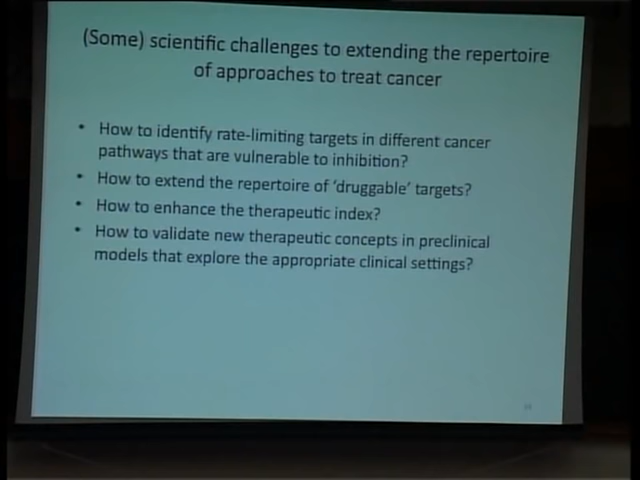 (Some) scientific challenges to extending the repertoire
of approaches to treat cancer
• How to identify rate-limiting targets in different cancer
pathways that are vulnerable to inhibition?
• How to extend the repertoire of ‘druggable’ targets?
• How to enhance the therapeutic index?
• How to validate new therapeutic concepts in preclinical
models that explore the appropriate clinical settings?